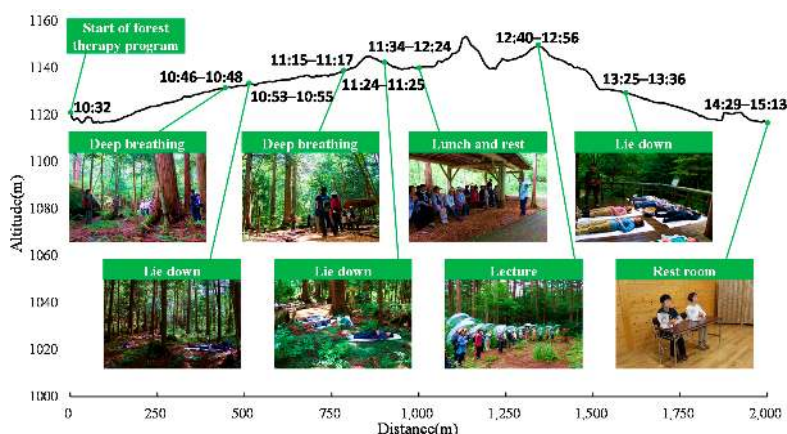 1160
1140
1120
1100
1080
1060
1040
1020
1000
Altitude(m)
Start of forest
therapy program
10:32
10:46–10:48
10:53–10:55
11:15–11:17
11:24–11:25
11:34–12:24
12:40–12:56
13:25–13:36
14:29–15:13
Deep breathing
Deep breathing
Lunch and rest
Lie down
Lie down
Lie down
Lecture
Rest room
0
250
500
750
1,000
1,250
1,500
1,750
2,000
Distance(m)